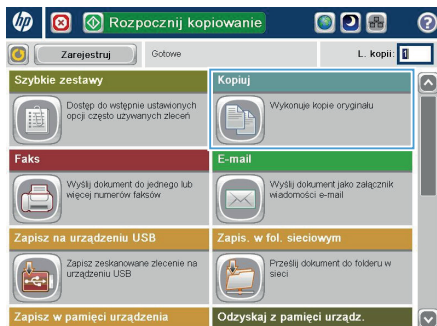 hp
Rozpocznij kopiowanie
?
Zarejestruj
Gotowe
L. kopii: 1
Szybkie zestawy
Dostęp do wstępnie ustawionych
opcji często używanych zleceń
Kopiuj
Wykonuje kopie oryginału
Faks
Wyślij dokument do jednego lub
więcej numerów faksów
E-mail
Wyślij dokument jako załącznik
wiadomości e-mail
Zapisz na urządzeniu USB
Zapisz zeskanowane zlecenie na
urządzeniu USB
Zapis. w fol. sieciowym
Prześlij dokument do folderu w
sieci
Zapisz w pamięci urządzenia
Odzyskaj z pamięci urządz.